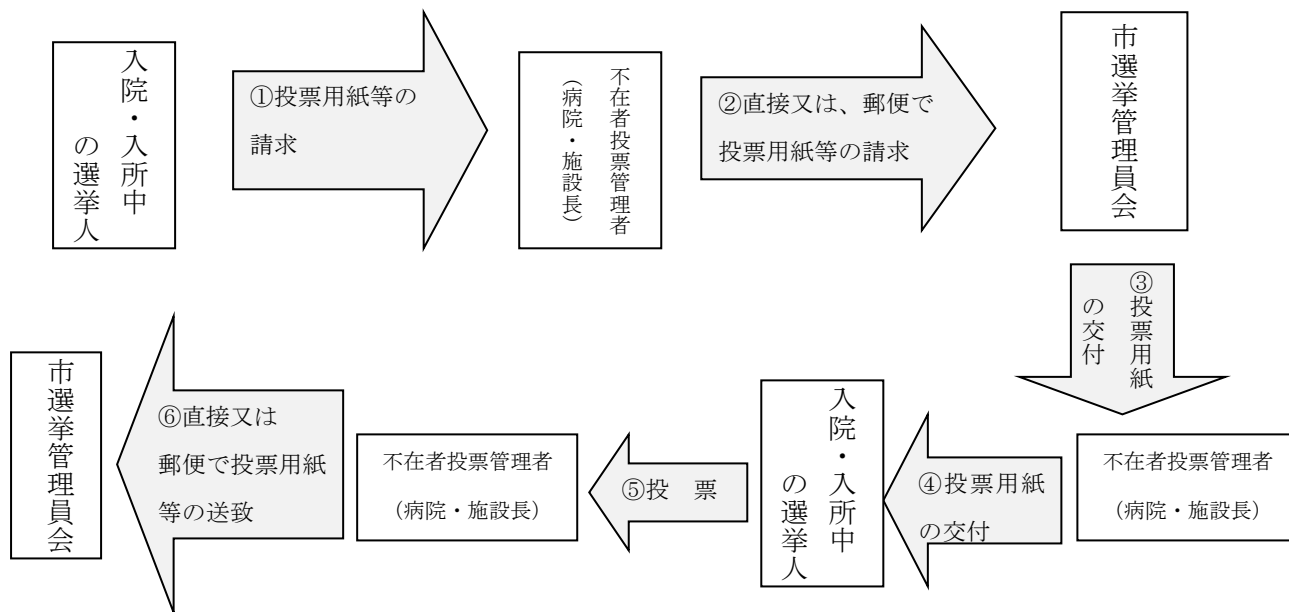 入院・入所中
の選挙人
①投票用紙等の
請求
不在者投票管理者
（病院・施設長）
②直接又は、郵便で
投票用紙等の請求
市選挙管理員会
③投票用紙
の交付
不在者投票管理者
（病院・施設長）
④投票用紙
の交付
入院・入所中
の選挙人
⑤投　票
不在者投票管理者
（病院・施設長）
⑥直接又は
郵便で投票用紙
等の送致
市選挙管理員会